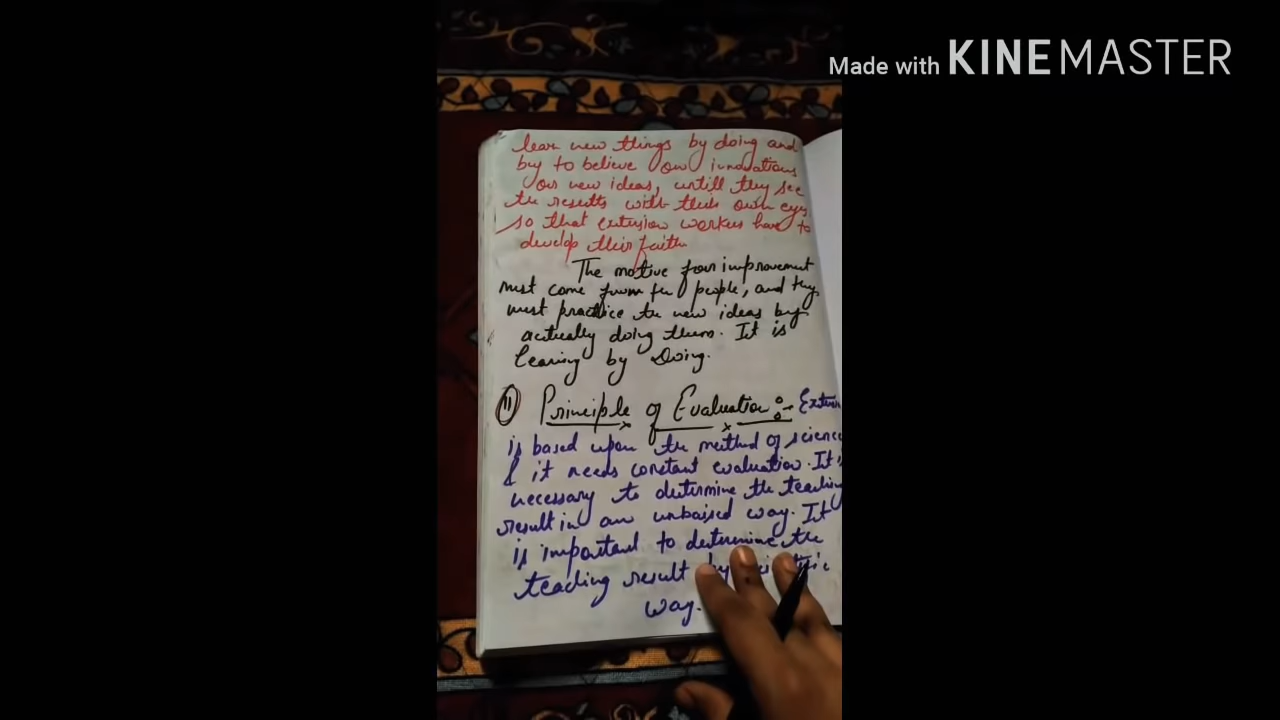 Made with KINEMASTER
learn new things by doing and
by to believe on innovations
or new ideas, untill they see
the results with their own eyes
so that extension workers have to
develop their faith
The motive for improvement
must come from the people, and they
must practice the new ideas by
actually doing them. It is
learning by Doing.
11 Principle of Evaluation :-
is based upon the method of science
& it needs constant evaluation. It is
necessary to determine the teaching
result in an unbaised way. It
is important to determine the
teaching result by
way.